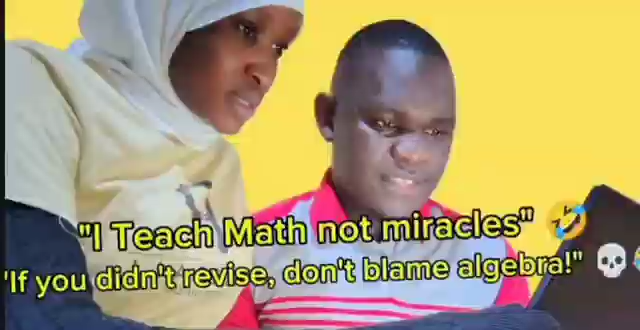 "I Teach Math not miracles" 🤣
"If you didn't revise, don't blame algebra!" 💀